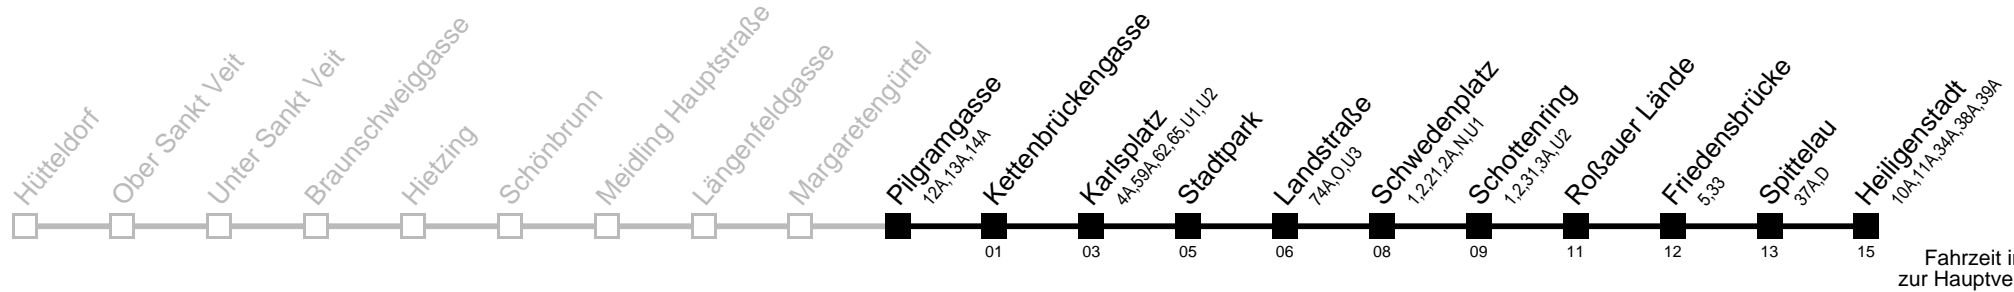 Hütteldorf
Ober Sankt Veit
Unter Sankt Veit
Braunschweiggasse
Hietzing
Schönbrunn
Meidling Hauptstraße
Längenfeldgasse
Margaretengürtel
Pilgramgasse
12A,13A,14A
Kettenbrückengasse
Karlsplatz
4A,59A,62,65,U1,U2
Stadtpark
Landstraße
74A,O,U3
Schwedenplatz
1,2,21,2A,N,U1
Schottenring
1,2,31,3A,U2
Roßauer Lände
Friedensbrücke
5,33
Spittelau
37A,D
Heiligenstadt
10A,11A,34A,38A,39A
01 03 05 06 08 09 11 12 13 15
Fahrzeit
zur